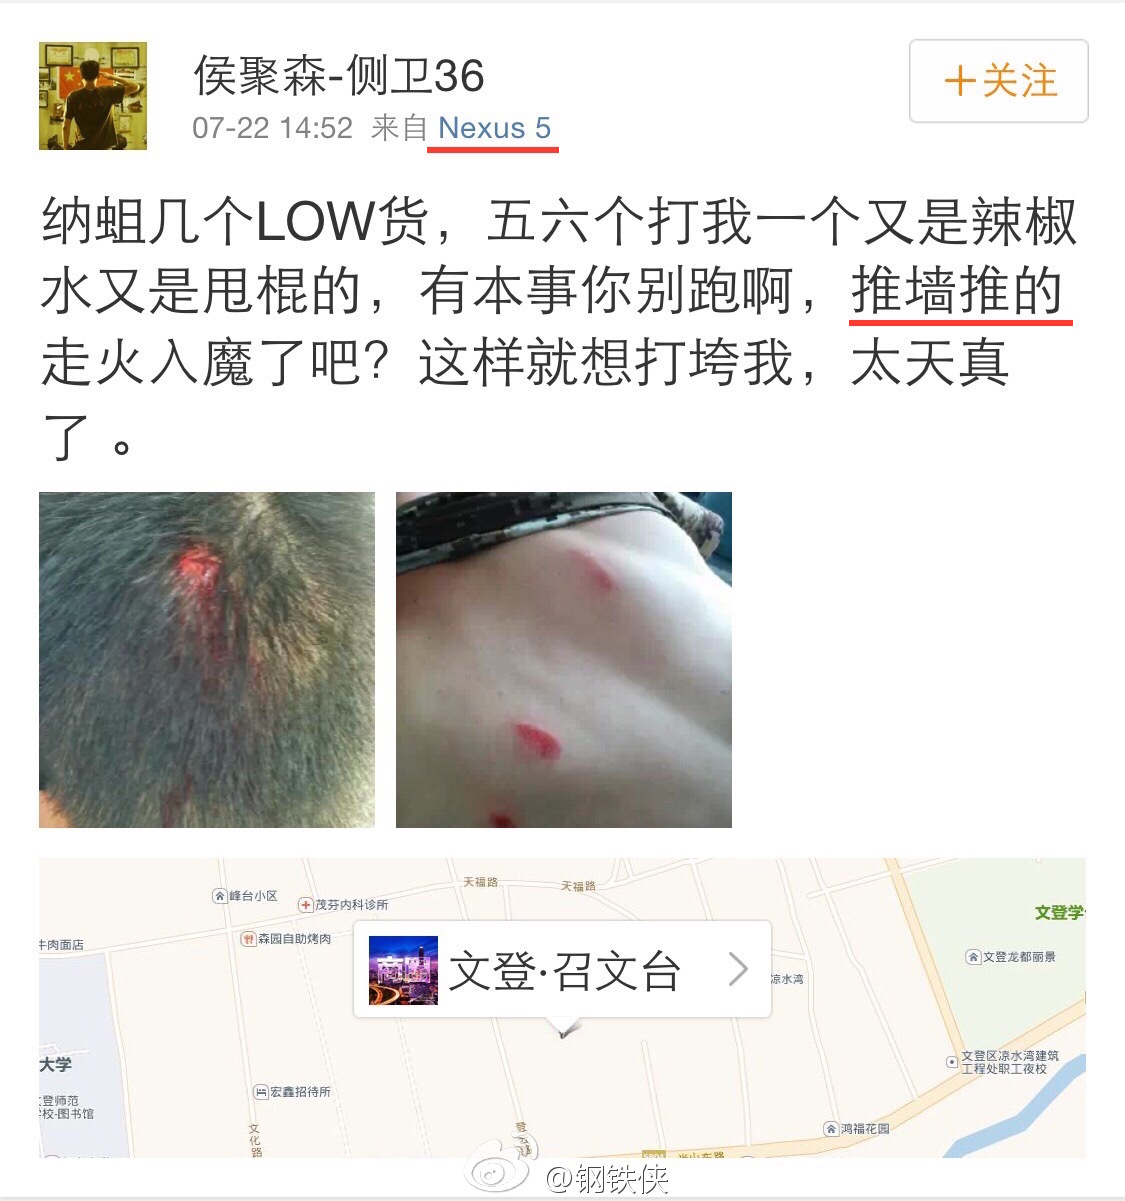 侯聚森-侧卫36
+关注
07-22 14:52 来自 Nexus 5
纳蛆几个LOW货，五六个打我一个又是辣椒
水又是甩棍的，有本事你别跑啊，推墙推的
走火入魔了吧？这样就想打垮我，太天真
了 。
天福路
天福路
峰台小区
茂芬内科诊所
文登学
森园自助烤肉
牛肉面店
商圈
文登·召文台
凉水湾
文登龙都丽景
大学
文登区凉水湾建筑
工程处职工夜校
登师范
校-图书馆
宏鑫招待所
文化路
鸿福花园
@钢铁侠